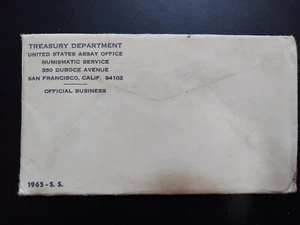 TREASURY DEPARTMENT
UNITED STATES ASSAY OFFICE
NUMISMATIC SERVICE
350 DUBOCE AVENUE
SAN FRANCISCO, CALIF. 94102
OFFICIAL BUSINESS
1965 - S. S.